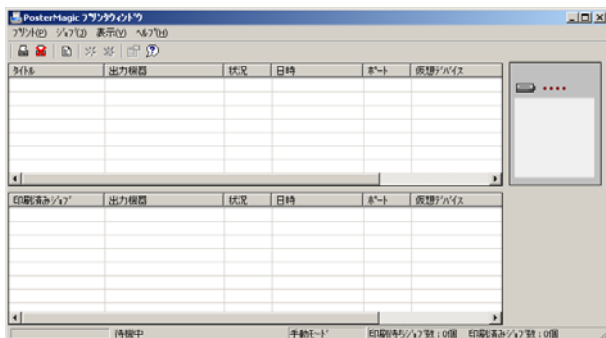 PosterMagic ﾌﾟﾘﾝﾀｳｨﾝﾄﾞｳ
ﾌﾟﾘﾝﾄ(P) ｼﾞｮﾌﾞ(J) 表示(V) ﾍﾙﾌﾟ(H)
ﾀｲﾄﾙ 出力機器 状況 日時 ﾎﾟｰﾄ 仮想ﾃﾞﾊﾞｲｽ
印刷済みｼﾞｮﾌﾞ 出力機器 状況 日時 ﾎﾟｰﾄ 仮想ﾃﾞﾊﾞｲｽ
待機中 手動ﾓｰﾄﾞ 印刷待ちｼﾞｮﾌﾞ数 : 0個 印刷済みｼﾞｮﾌﾞ数 : 0個